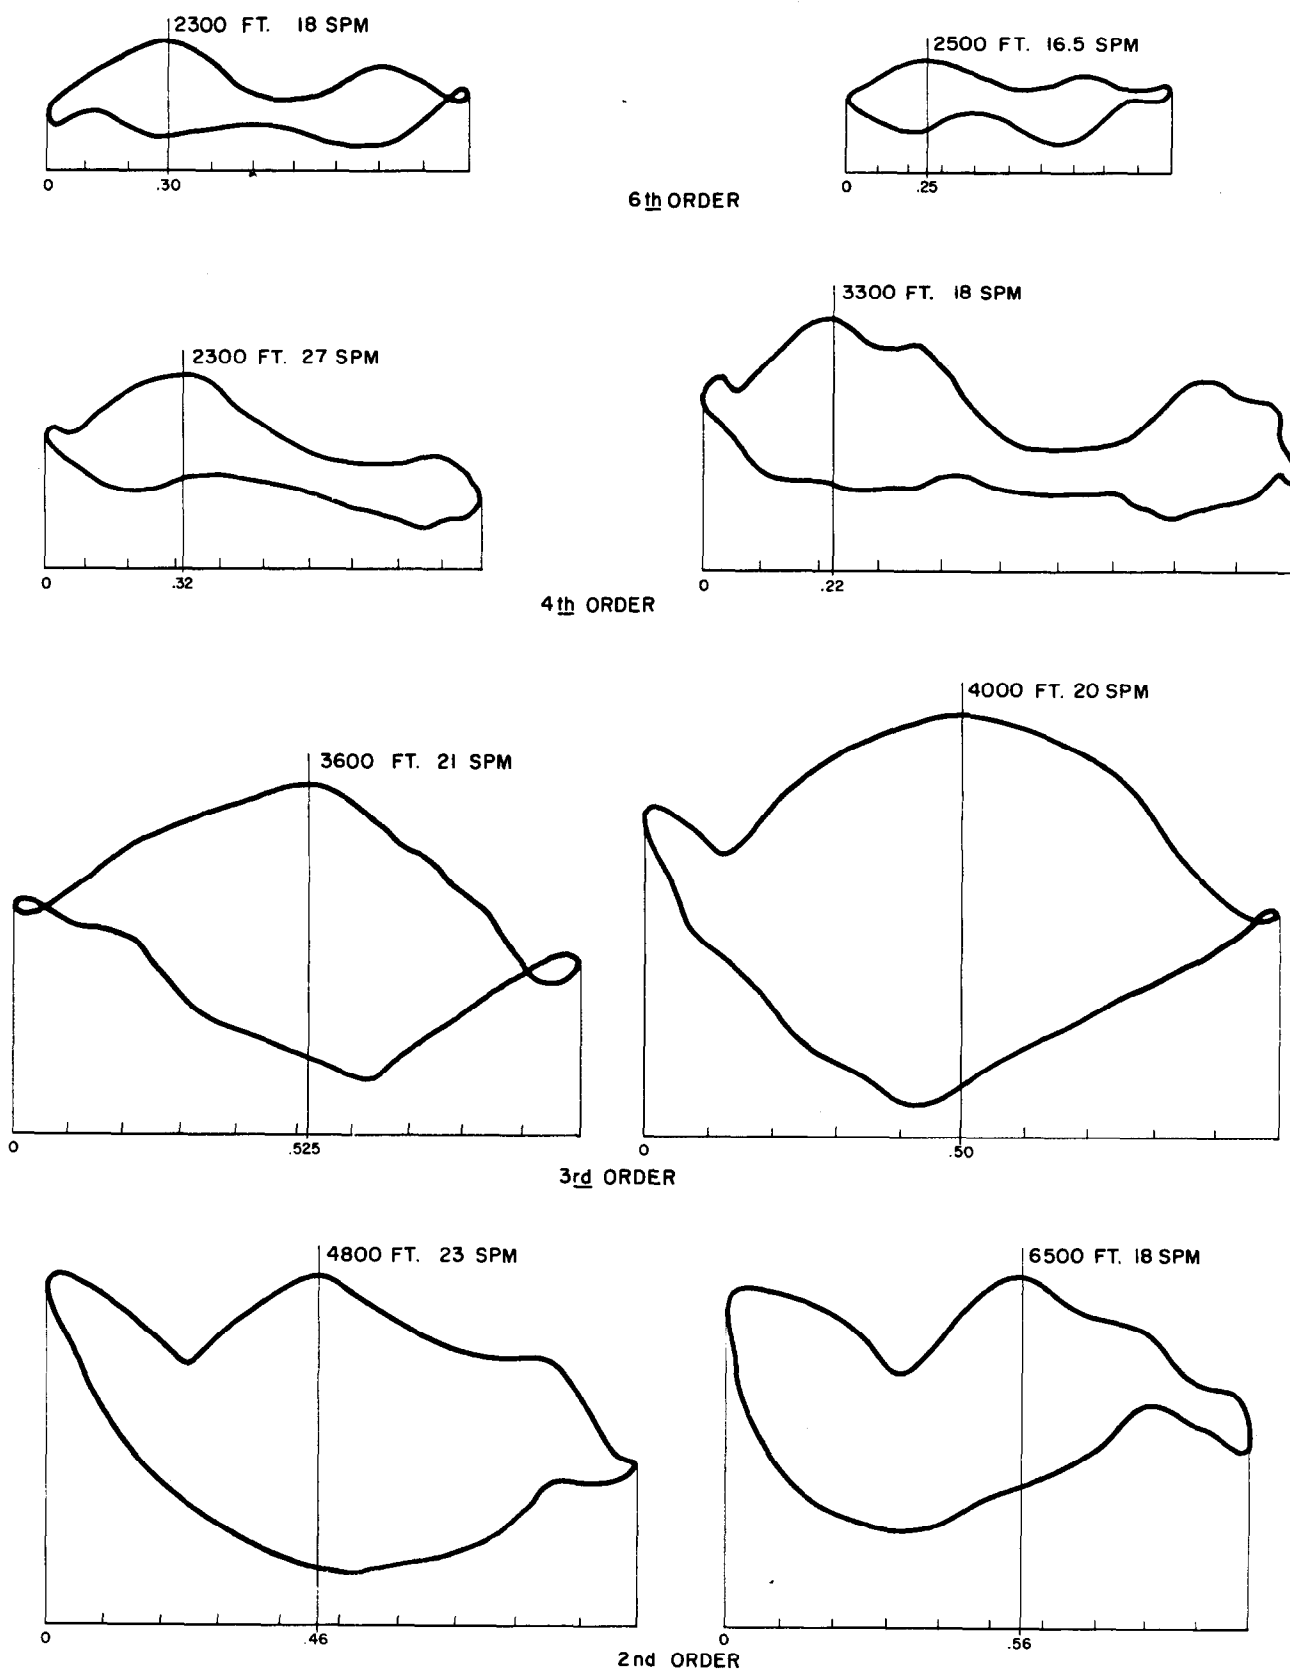 2300 FT. 18 SPM
2500 FT. 16.5 SPM
0 .30
0 .25
6th ORDER
3300 FT. 18 SPM
2300 FT. 27 SPM
0 .32
0 .22
4th ORDER
4000 FT. 20 SPM
3600 FT. 21 SPM
0 .525
0 .50
3rd ORDER
4800 FT. 23 SPM
6500 FT. 18 SPM
0 .46
0 .56
2nd ORDER